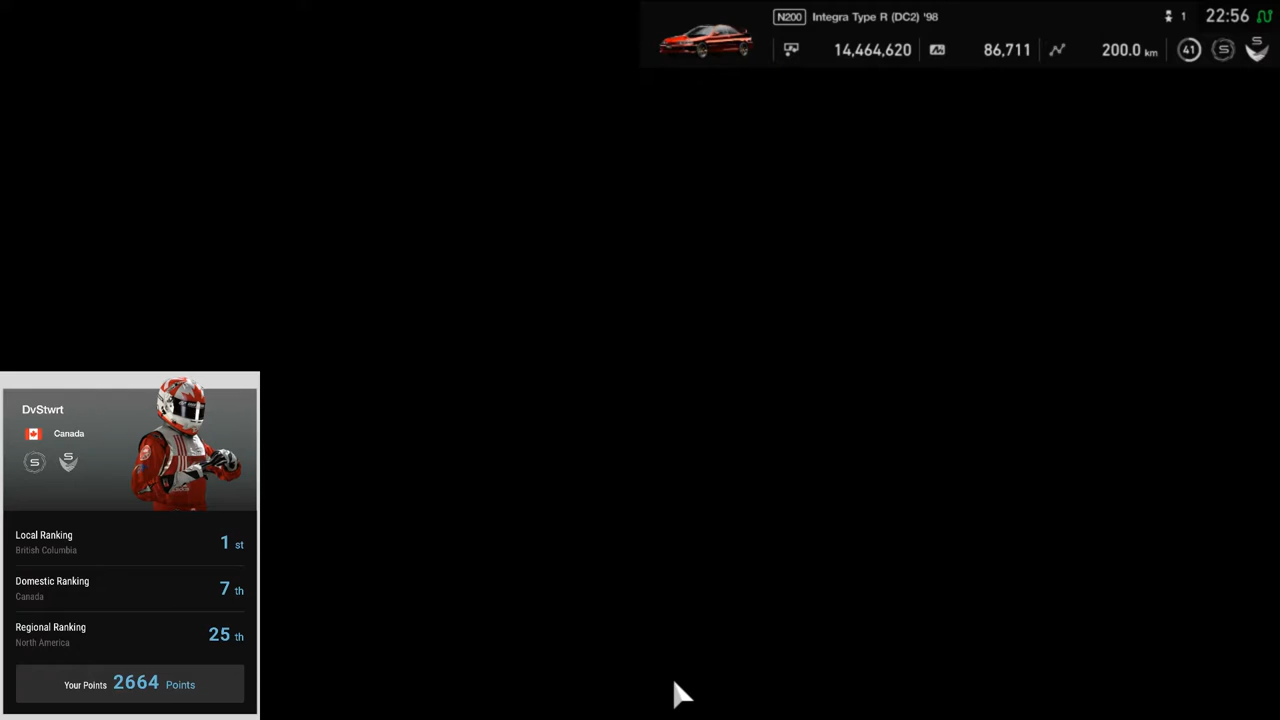 N200 Integra Type R (DC2) '98
1 22:56
14,464,620 86,711 200.0 km 41 S S
DvStwrt
Canada
S S
Local Ranking
British Columbia
1 st
Domestic Ranking
Canada
7 th
Regional Ranking
North America
25 th
Your Points 2664 Points